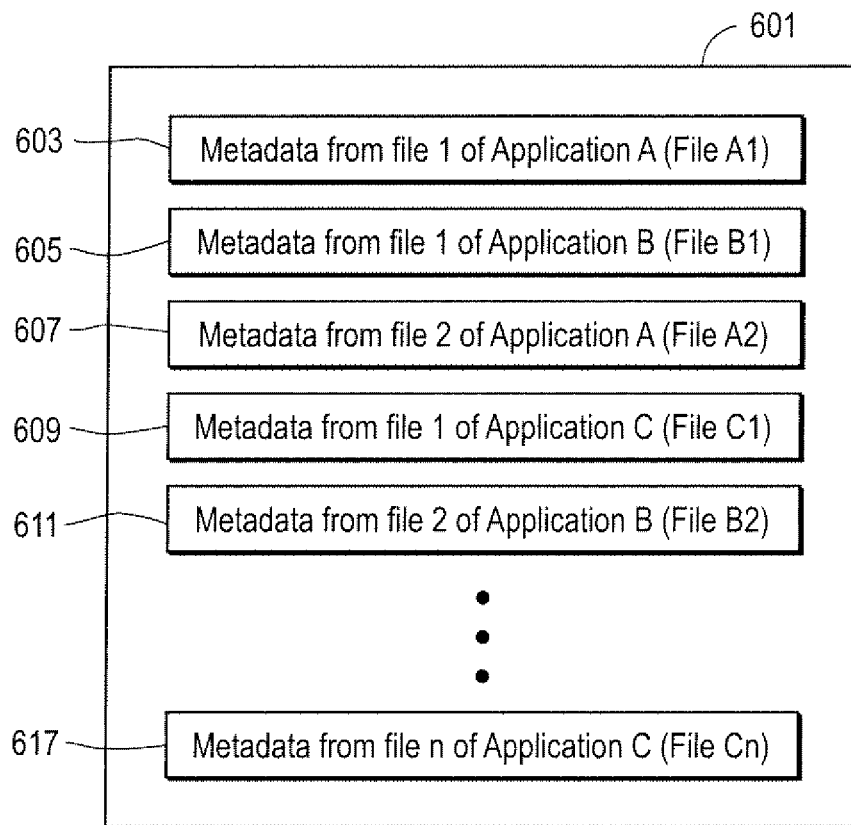 601
603
Metadata from file 1 of Application A (File A1)
605
Metadata from file 1 of Application B (File B1)
607
Metadata from file 2 of Application A (File A2)
609
Metadata from file 1 of Application C (File C1)
611
Metadata from file 2 of Application B (File B2)
617
Metadata from file n of Application C (File Cn)